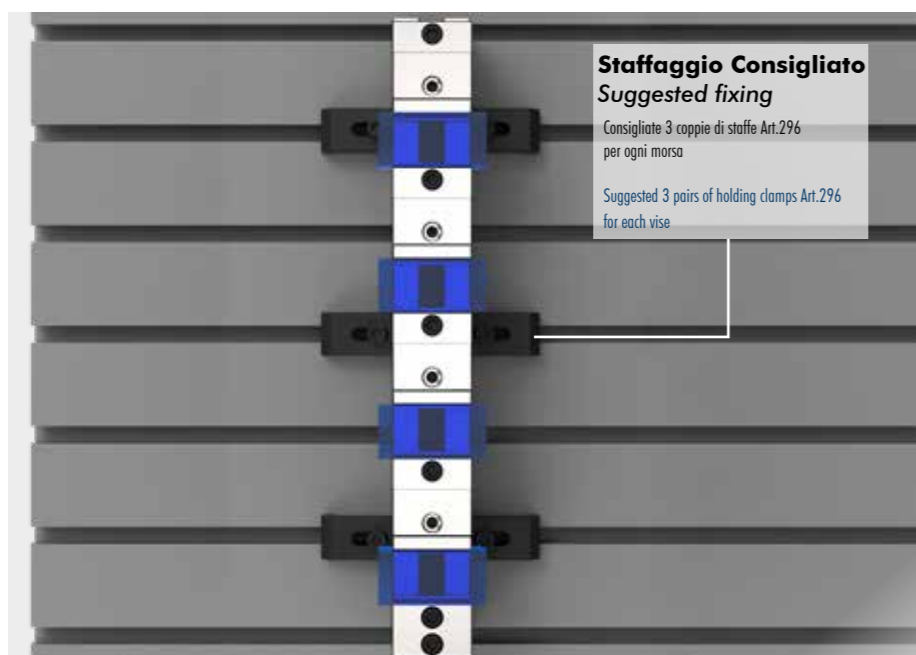 Staffaggio Consigliato
Suggested fixing
Consigliate 3 coppie di staffe Art.296
per ogni morsa
Suggested 3 pairs of holding clamps Art.296
for each vise